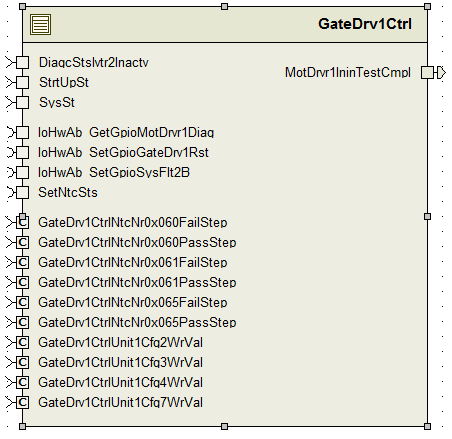 GateDrv1Ctrl
DiagcStsIvtr2Inactv
StrtUpSt
SysSt
MotDrvr1IninTestCmpl
IoHwAb_GetGpioMotDrvr1Diag
IoHwAb_SetGpioGateDrv1Rst
IoHwAb_SetGpioSysFlt2B
SetNtcSts
C GateDrv1CtrlNtcNr0x060FailStep
C GateDrv1CtrlNtcNr0x060PassStep
C GateDrv1CtrlNtcNr0x061FailStep
C GateDrv1CtrlNtcNr0x061PassStep
C GateDrv1CtrlNtcNr0x065FailStep
C GateDrv1CtrlNtcNr0x065PassStep
C GateDrv1CtrlUnit1Cfg2WrVal
C GateDrv1CtrlUnit1Cfg3WrVal
C GateDrv1CtrlUnit1Cfg4WrVal
C GateDrv1CtrlUnit1Cfg7WrVal